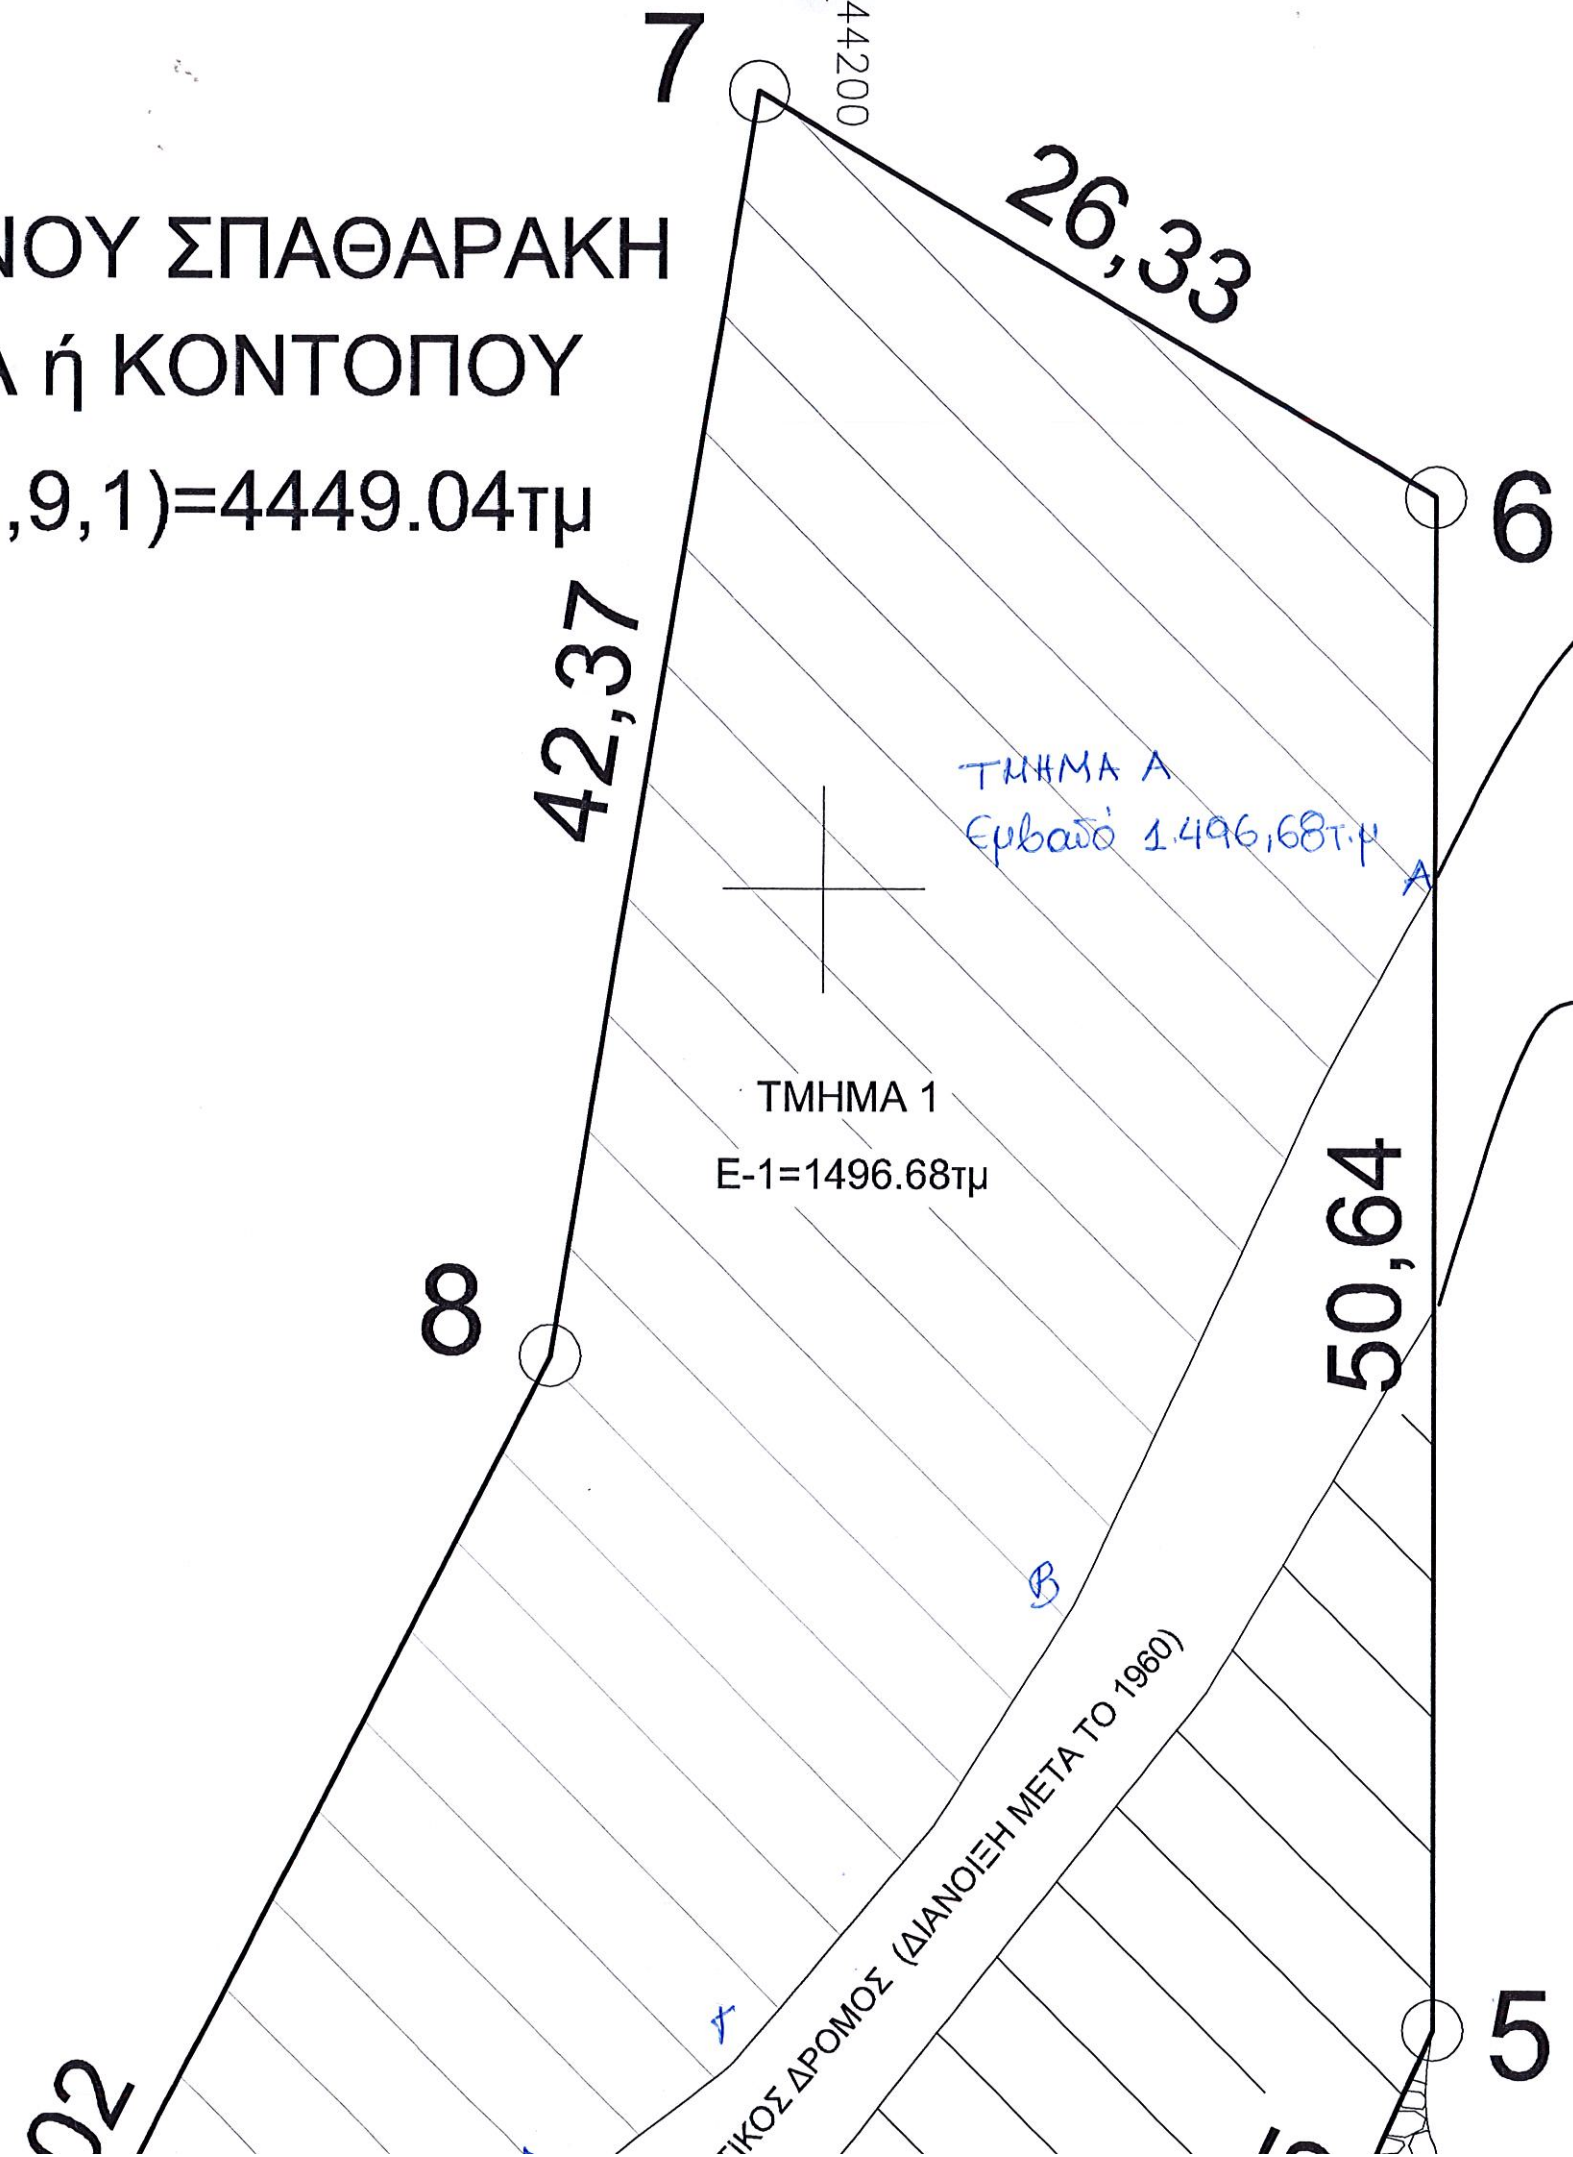 7
44200
26,33
ΝΟΥ ΣΠΑΘΑΡΑΚΗ
Α ή ΚΟΝΤΟΠΟΥ
,9,1)=4449.04τμ
6
42,37
ΤΜΗΜΑ Α
Εμβαδό 1.496,68τ.μ
Α
ΤΜΗΜΑ 1
Ε-1=1496.68τμ
50,64
8
Β
ΤΙΚΟΣ ΔΡΟΜΟΣ (ΔΙΑΝΟΙΞΗ ΜΕΤΑ ΤΟ 1960)
Γ
5
02